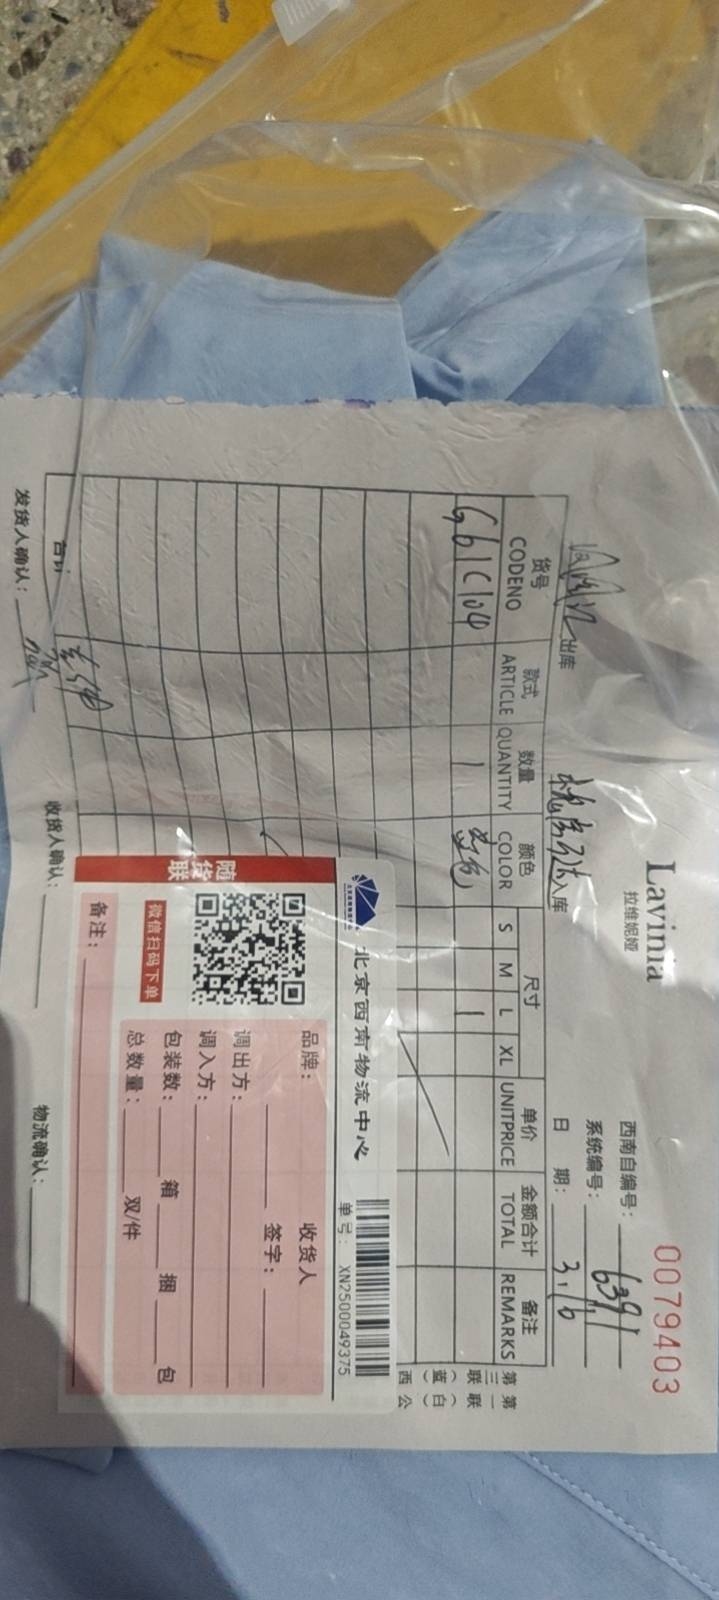 Lavinia
拉维妮娅
0079403
西南自编号：
系统编号：6391
日 期：3.16
出库
入库
货号 款式 数量 颜色 尺寸 单价 金额合计 备注
CODENO ARTICLE QUANTITY COLOR S M L XL UNITPRICE TOTAL REMARKS
G61C104 1 1
合计
发货人确认：
收货人确认：
物流确认：
第一联（白）公
第二联（蓝）西
北京西南物流中心
单号：XN2500049375
随货联
微信扫码下单
品牌：
调出方：
调入方：
包装数： 箱 捆 包
总数量： 双/件
收货人
签字：
备注：